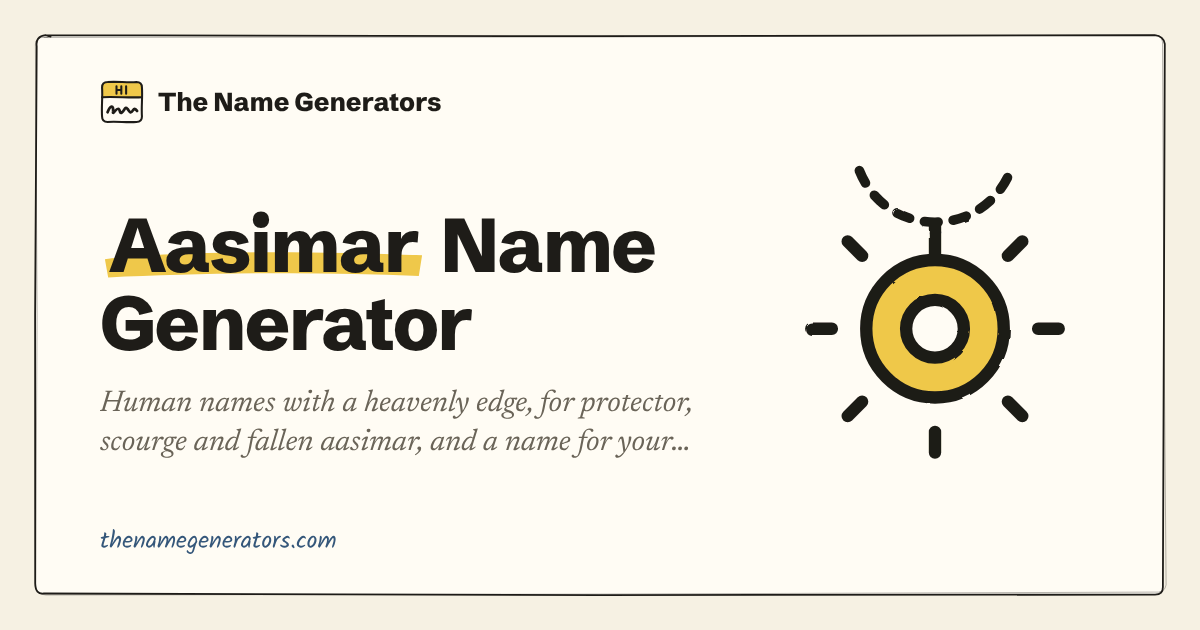 HI
The Name Generators
Aasimar Name
Generator
Human names with a heavenly edge, for protector,
scourge and fallen aasimar, and a name for your...
thenamegenerators.com